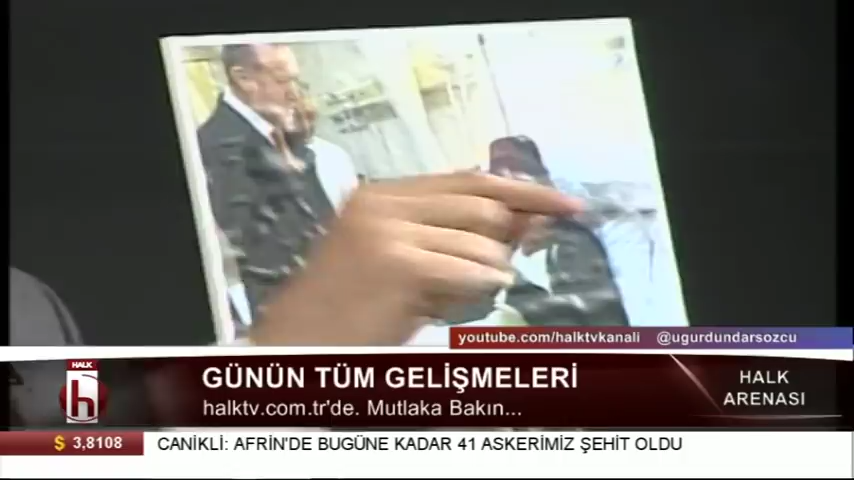 youtube.com/halktvkanali @ugurdundarsozcu
GÜNÜN TÜM GELİŞMELERİ
halktv.com.tr'de. Mutlaka Bakın...
HALK
ARENASI
HALK
h
$ 3,8108
CANİKLİ: AFRİN'DE BUGÜNE KADAR 41 ASKERİMİZ ŞEHİT OLDU